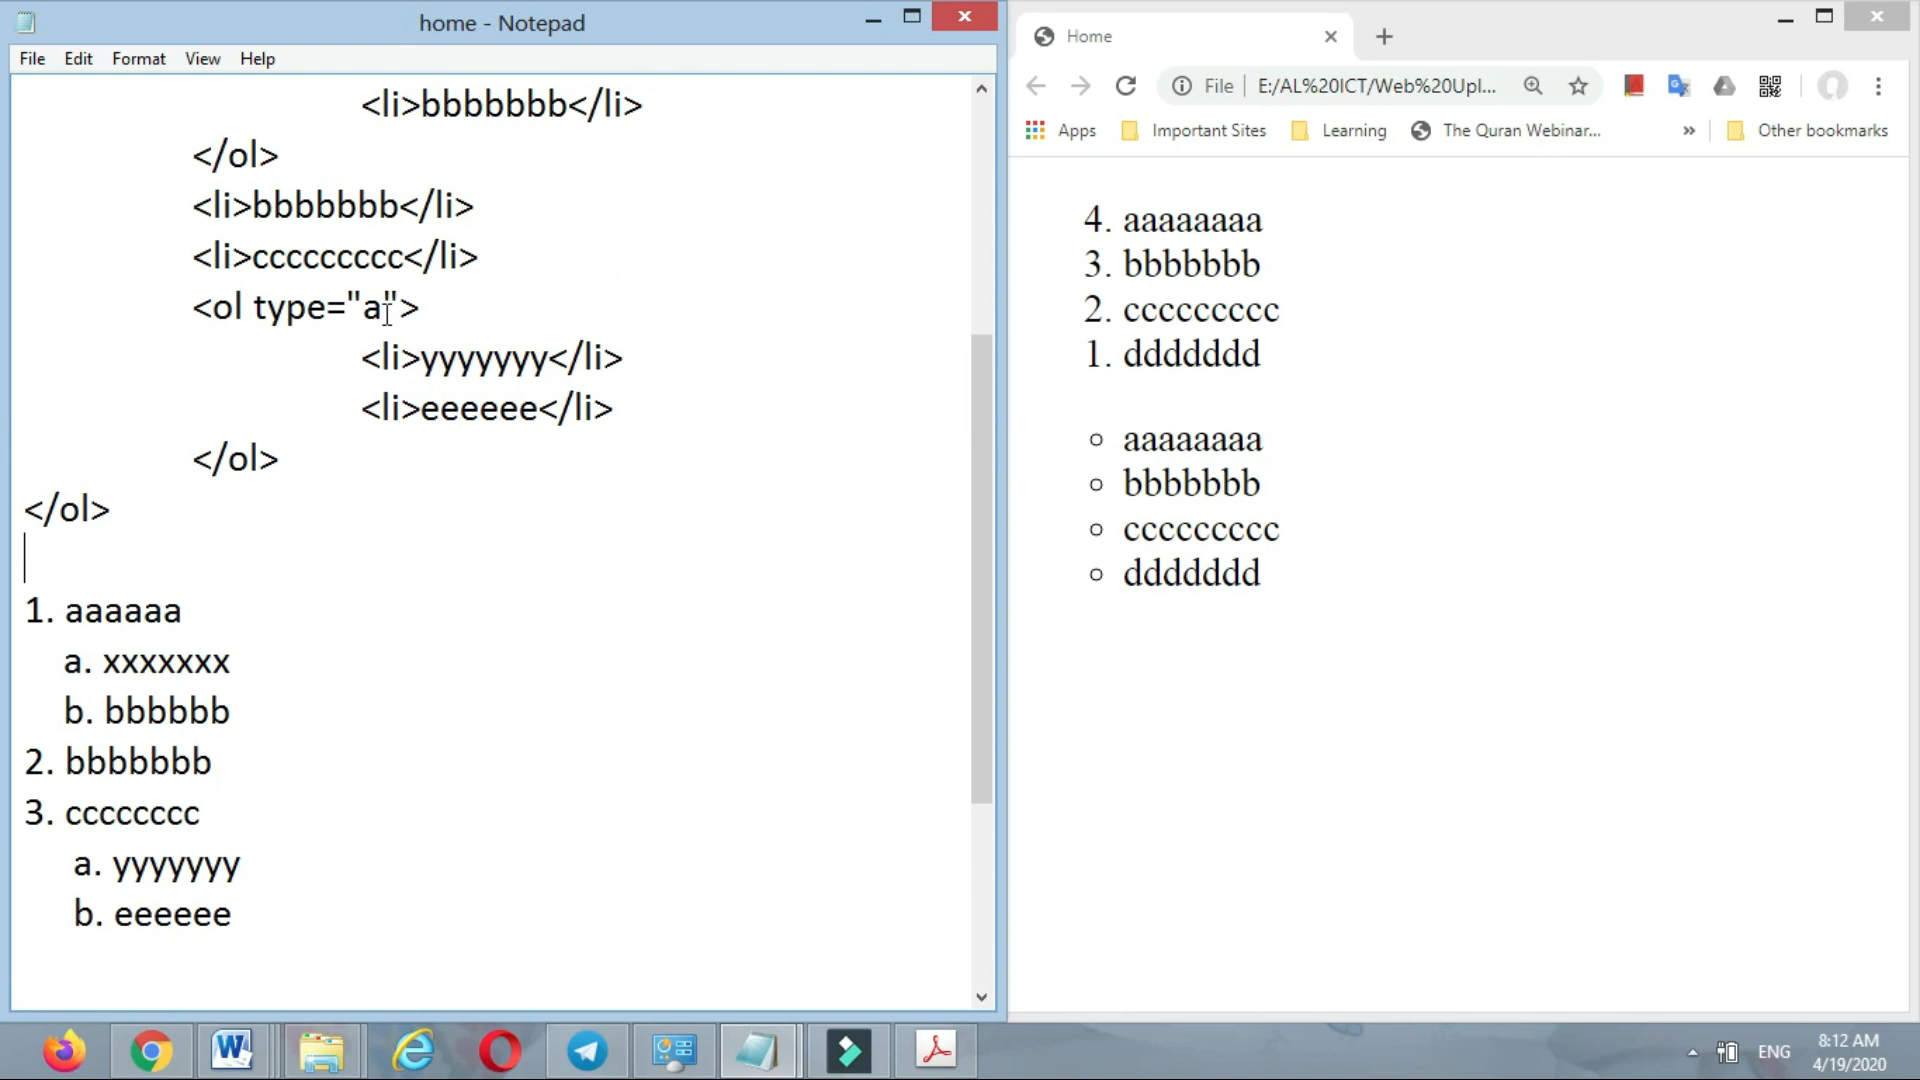 home - Notepad
File Edit Format View Help
<li>bbbbbbb</li>
</ol>
<li>bbbbbbb</li>
<li>ccccccccc</li>
<ol type="a">
<li>yyyyyyy</li>
<li>eeeeee</li>
</ol>
</ol>
1. aaaaaa
a. xxxxxxx
b. bbbbbb
2. bbbbbbb
3. cccccccc
a. yyyyyyy
b. eeeeee
Home
File E:/AL%20ICT/Web%20Upl...
Apps Important Sites Learning The Quran Webinar... » Other bookmarks
4. aaaaaaaa
3. bbbbbbb
2. ccccccccc
1. ddddddd
aaaaaaaa
bbbbbbb
ccccccccc
ddddddd
ENG
8:12 AM
4/19/2020